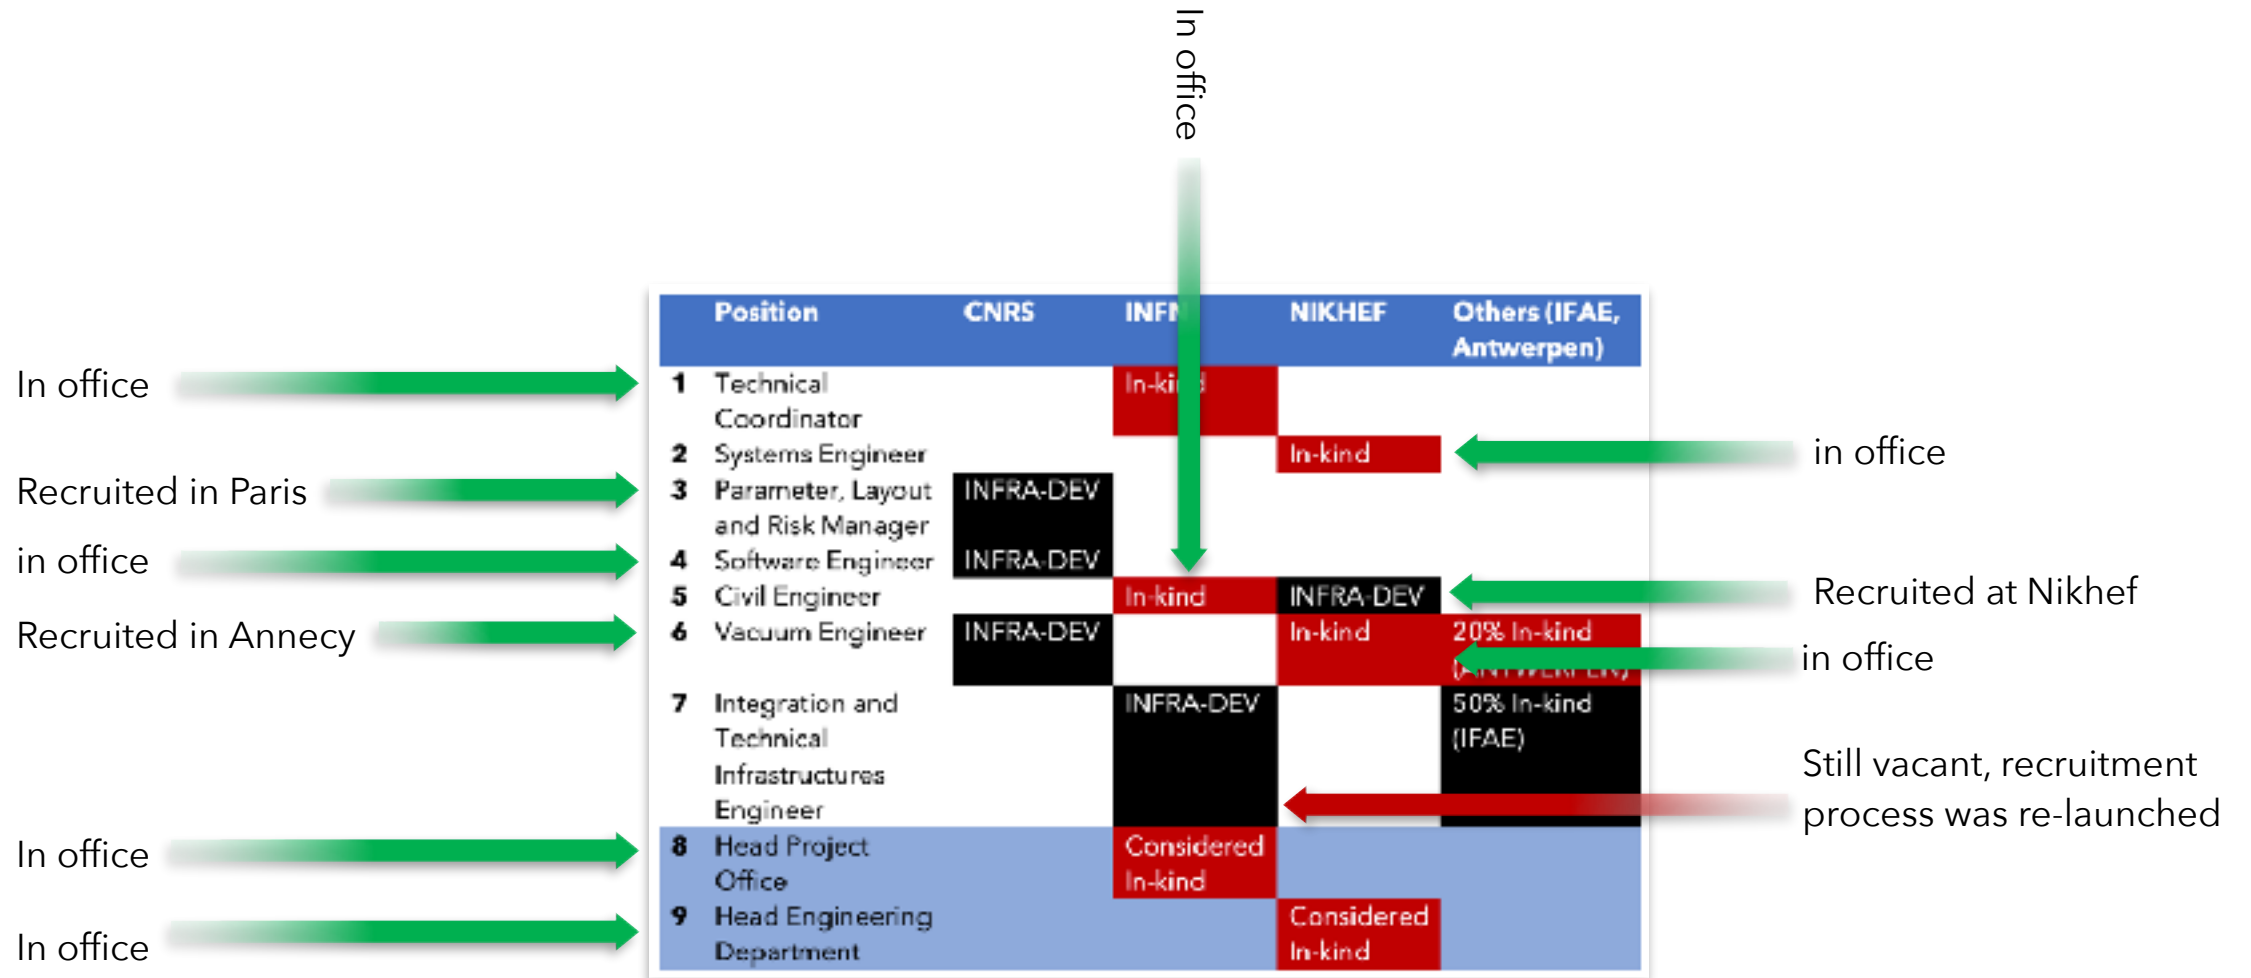 In office
Position CNRS INFN NIKHEF Others (IFAE,
Antwerpen)
In office
1 Technical In-kind
Coordinator
2 Systems Engineer In-kind
in office
Recruited in Paris
3 Parameter, Layout INFRA-DEV
and Risk Manager
in office
4 Software Engineer INFRA-DEV
5 Civil Engineer In-kind INFRA-DEV
Recruited at Nikhef
Recruited in Annecy
6 Vacuum Engineer INFRA-DEV In-kind 20% In-kind
(ANTWERPEN)
in office
7 Integration and INFRA-DEV 50% In-kind
Technical (IFAE)
Infrastructures
Engineer
Still vacant, recruitment
process was re-launched
In office
8 Head Project Considered
Office In-kind
In office
9 Head Engineering Considered
Department In-kind